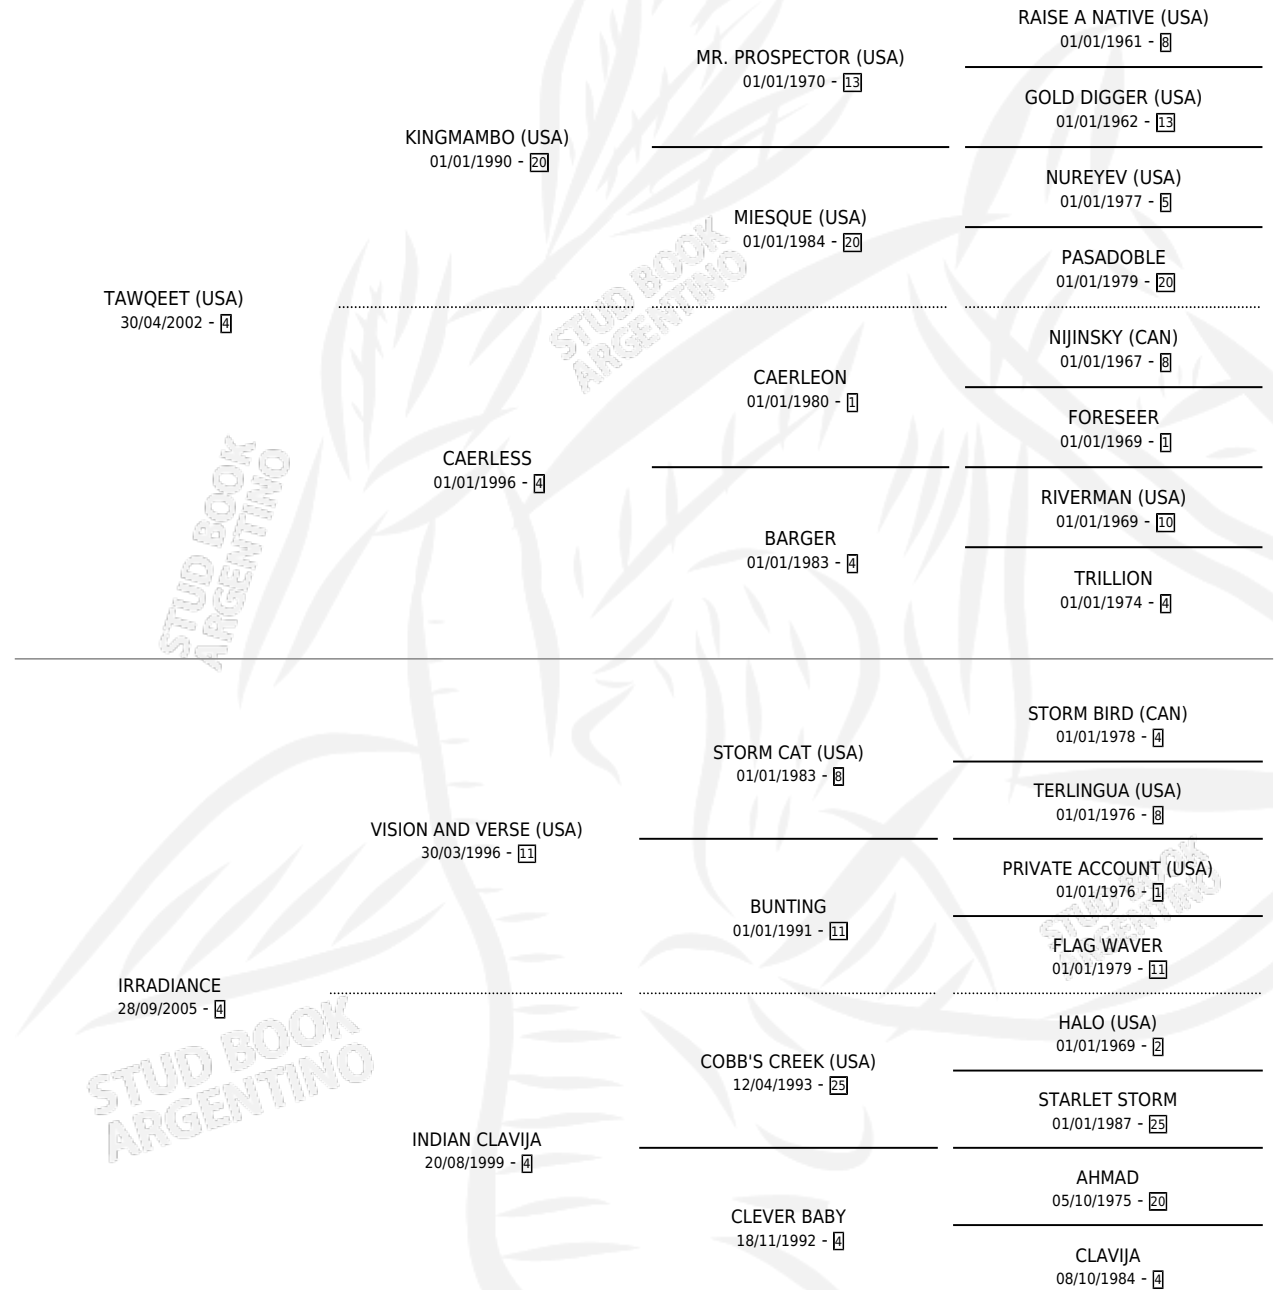 RAISE A NATIVE (USA)
01/01/1961 - 8
MR. PROSPECTOR (USA)
01/01/1970 - 13
GOLD DIGGER (USA)
01/01/1962 - 13
KINGMAMBO (USA)
01/01/1990 - 20
NUREYEV (USA)
01/01/1977 - 5
MIESQUE (USA)
01/01/1984 - 20
PASADOBLE
01/01/1979 - 20
TAWQEET (USA)
30/04/2002 - 4
STUD BOOK
ARGENTINO
NIJINSKY (CAN)
01/01/1967 - 8
CAERLEON
01/01/1980 - 1
FORESEER
01/01/1969 - 1
CAERLESS
01/01/1996 - 4
RIVERMAN (USA)
01/01/1969 - 10
BARGER
01/01/1983 - 4
TRILLION
01/01/1974 - 4
STUD BOOK
ARGENTINO
STORM BIRD (CAN)
01/01/1978 - 4
STORM CAT (USA)
01/01/1983 - 8
TERLINGUA (USA)
01/01/1976 - 8
VISION AND VERSE (USA)
30/03/1996 - 11
PRIVATE ACCOUNT (USA)
01/01/1976 - 1
BUNTING
01/01/1991 - 11
STUD BOOK
ARGENTINO
FLAG WAVER
01/01/1979 - 11
IRRADIANCE
28/09/2005 - 4
HALO (USA)
01/01/1969 - 2
COBB'S CREEK (USA)
12/04/1993 - 25
STARLET STORM
01/01/1987 - 25
STUD BOOK
ARGENTINO
INDIAN CLAVIJA
20/08/1999 - 4
AHMAD
05/10/1975 - 20
CLEVER BABY
18/11/1992 - 4
CLAVIJA
08/10/1984 - 4